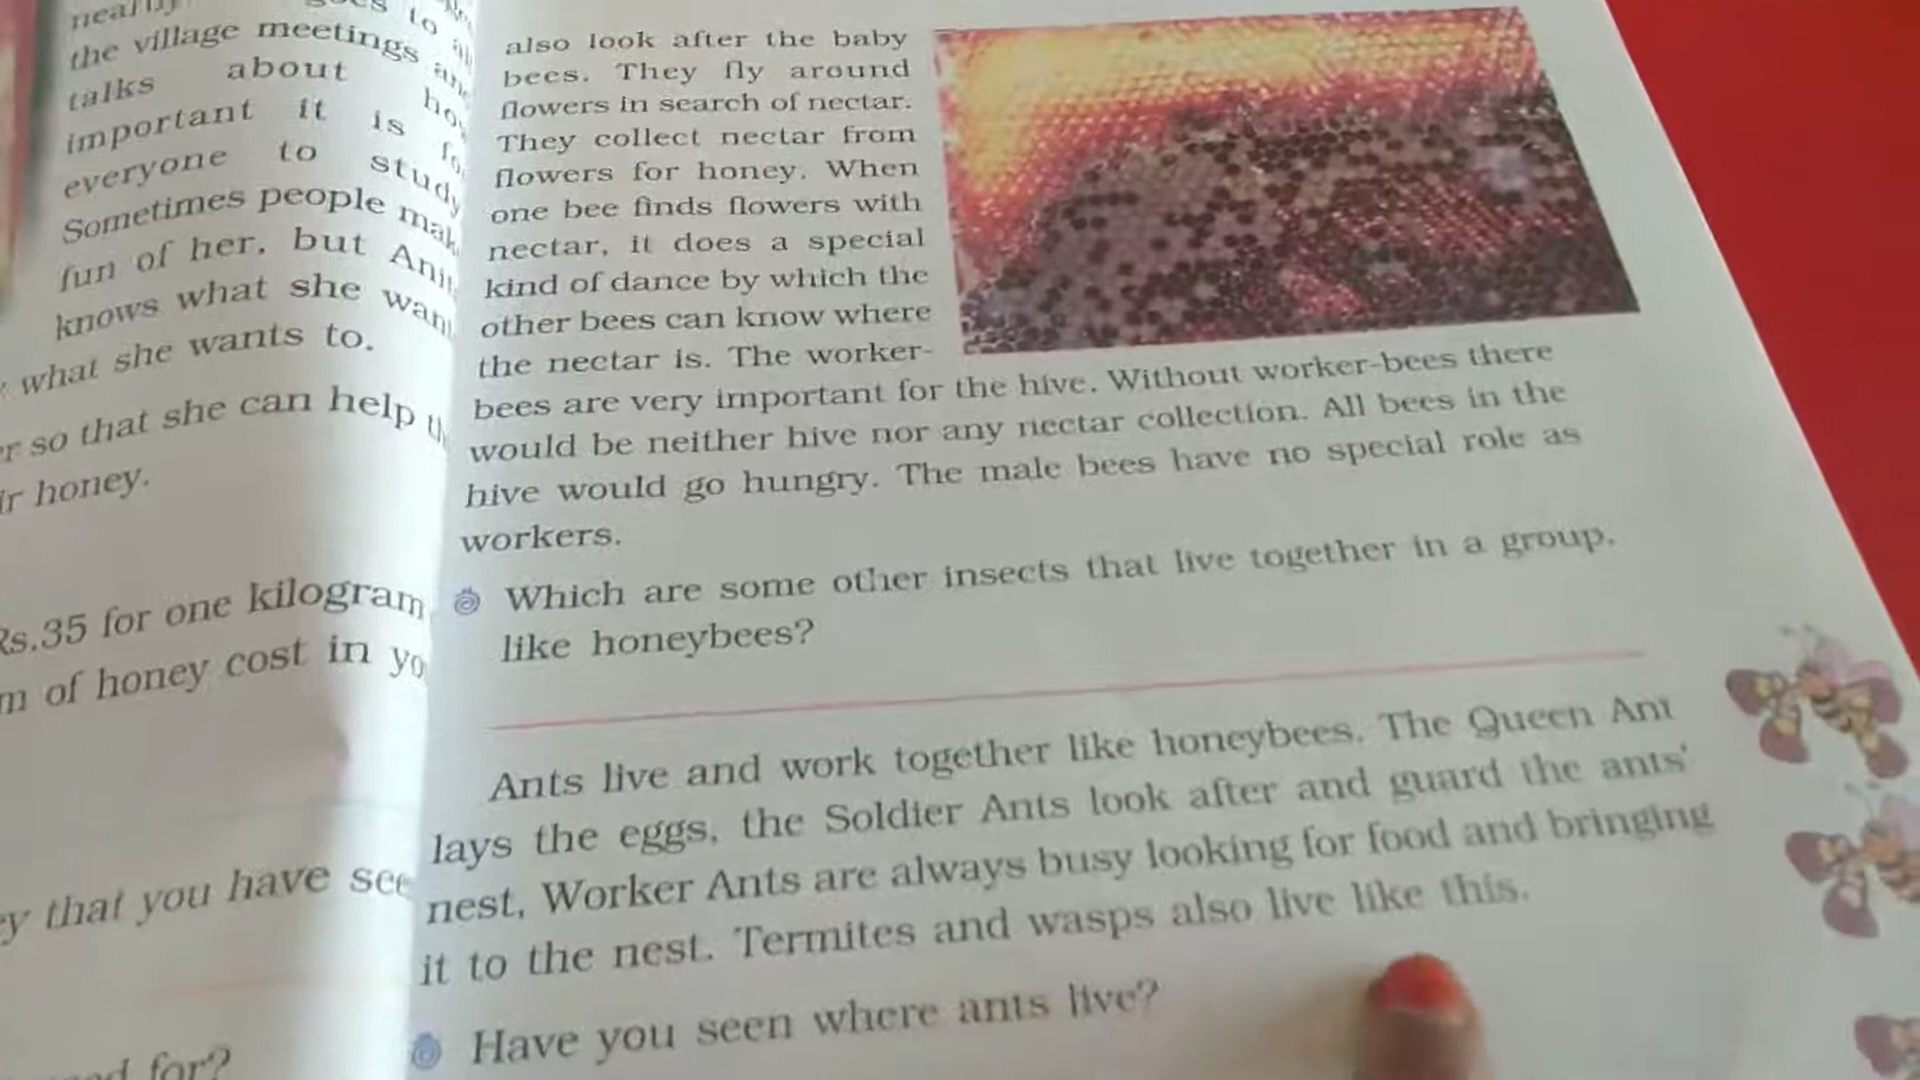 the village meetings
talks about
important it is
everyone to study
Sometimes people
fun of her, but
knows what she
what she wants to.
so that she can help
honey.
Rs.35 for one kilogram
of honey cost in
that you have
for?
also look after the baby
bees. They fly around
flowers in search of nectar.
They collect nectar from
flowers for honey. When
one bee finds flowers with
nectar, it does a special
kind of dance by which the
other bees can know where
the nectar is. The worker-
bees are very important for the hive. Without worker-bees there
would be neither hive nor any nectar collection. All bees in the
hive would go hungry. The male bees have no special role as
workers.
Which are some other insects that live together in a group,
like honeybees?
Ants live and work together like honeybees. The Queen Ant
lays the eggs, the Soldier Ants look after and guard the ants'
nest, Worker Ants are always busy looking for food and bringing
it to the nest. Termites and wasps also live like this.
Have you seen where ants live?